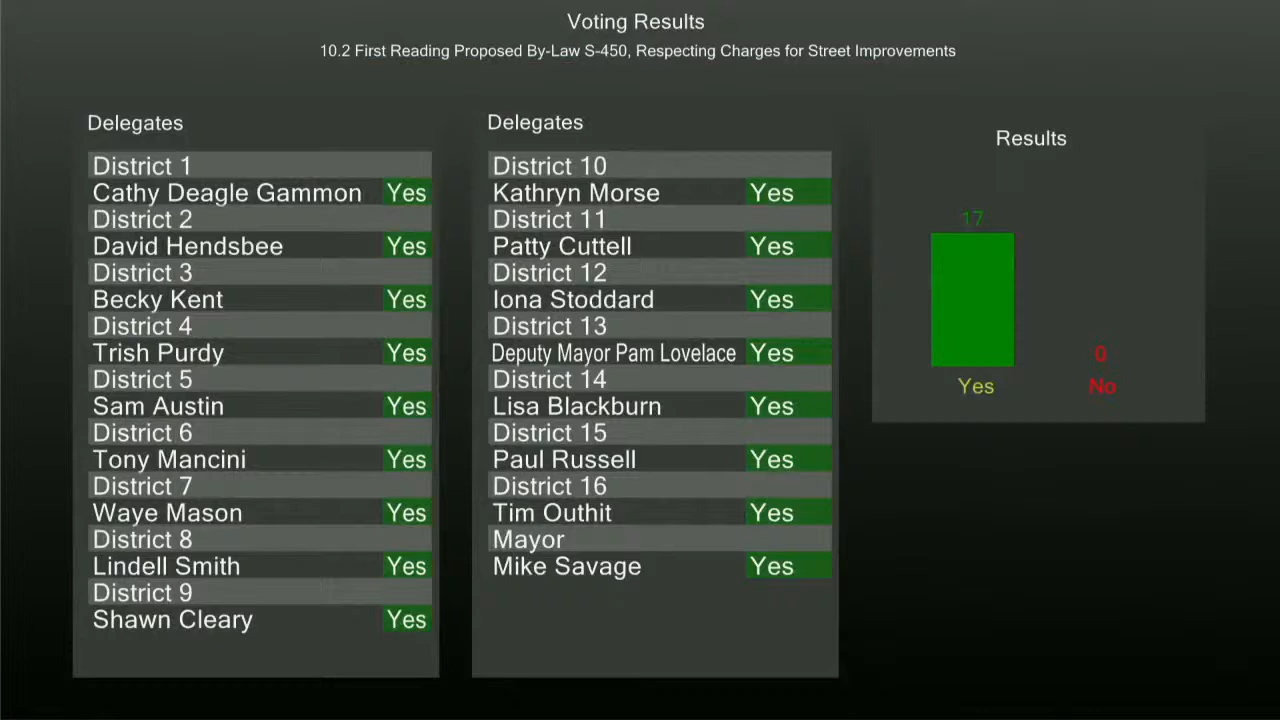 Voting Results
10.2 First Reading Proposed By-Law S-450, Respecting Charges for Street Improvements
Delegates
District 1
Cathy Deagle Gammon Yes
District 2
David Hendsbee Yes
District 3
Becky Kent Yes
District 4
Trish Purdy Yes
District 5
Sam Austin Yes
District 6
Tony Mancini Yes
District 7
Waye Mason Yes
District 8
Lindell Smith Yes
District 9
Shawn Cleary Yes
Delegates
District 10
Kathryn Morse Yes
District 11
Patty Cuttell Yes
District 12
Iona Stoddard Yes
District 13
Deputy Mayor Pam Lovelace Yes
District 14
Lisa Blackburn Yes
District 15
Paul Russell Yes
District 16
Tim Outhit Yes
Mayor
Mike Savage Yes
Results
17
0
Yes No